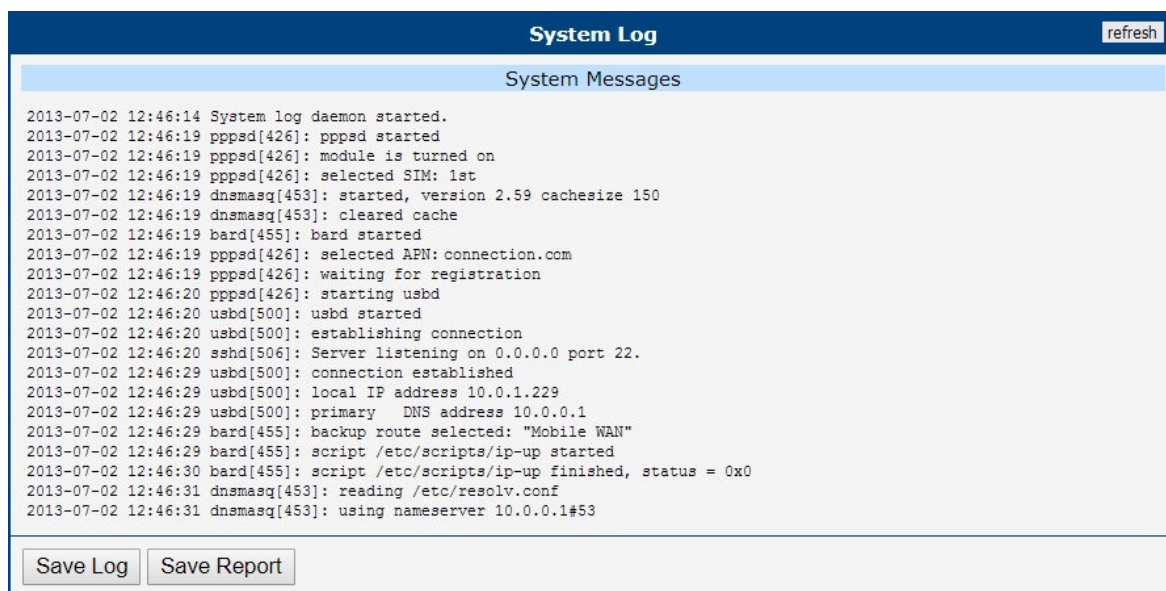 System Log
refresh
System Messages
2013-07-02 12:46:14 System log daemon started.
2013-07-02 12:46:19 pppsd[426]: pppsd started
2013-07-02 12:46:19 pppsd[426]: module is turned on
2013-07-02 12:46:19 pppsd[426]: selected SIM: 1st
2013-07-02 12:46:19 dnsmasq[453]: started, version 2.59 cachesize 150
2013-07-02 12:46:19 dnsmasq[453]: cleared cache
2013-07-02 12:46:19 bard[455]: bard started
2013-07-02 12:46:19 pppsd[426]: selected APN: connection.com
2013-07-02 12:46:19 pppsd[426]: waiting for registration
2013-07-02 12:46:20 pppsd[426]: starting usbd
2013-07-02 12:46:20 usbd[500]: usbd started
2013-07-02 12:46:20 usbd[500]: establishing connection
2013-07-02 12:46:20 sshd[506]: Server listening on 0.0.0.0 port 22.
2013-07-02 12:46:29 usbd[500]: connection established
2013-07-02 12:46:29 usbd[500]: local IP address 10.0.1.229
2013-07-02 12:46:29 usbd[500]: primary   DNS address 10.0.0.1
2013-07-02 12:46:29 bard[455]: backup route selected: "Mobile WAN"
2013-07-02 12:46:29 bard[455]: script /etc/scripts/ip-up started
2013-07-02 12:46:30 bard[455]: script /etc/scripts/ip-up finished, status = 0x0
2013-07-02 12:46:31 dnsmasq[453]: reading /etc/resolv.conf
2013-07-02 12:46:31 dnsmasq[453]: using nameserver 10.0.0.1#53
Save Log
Save Report